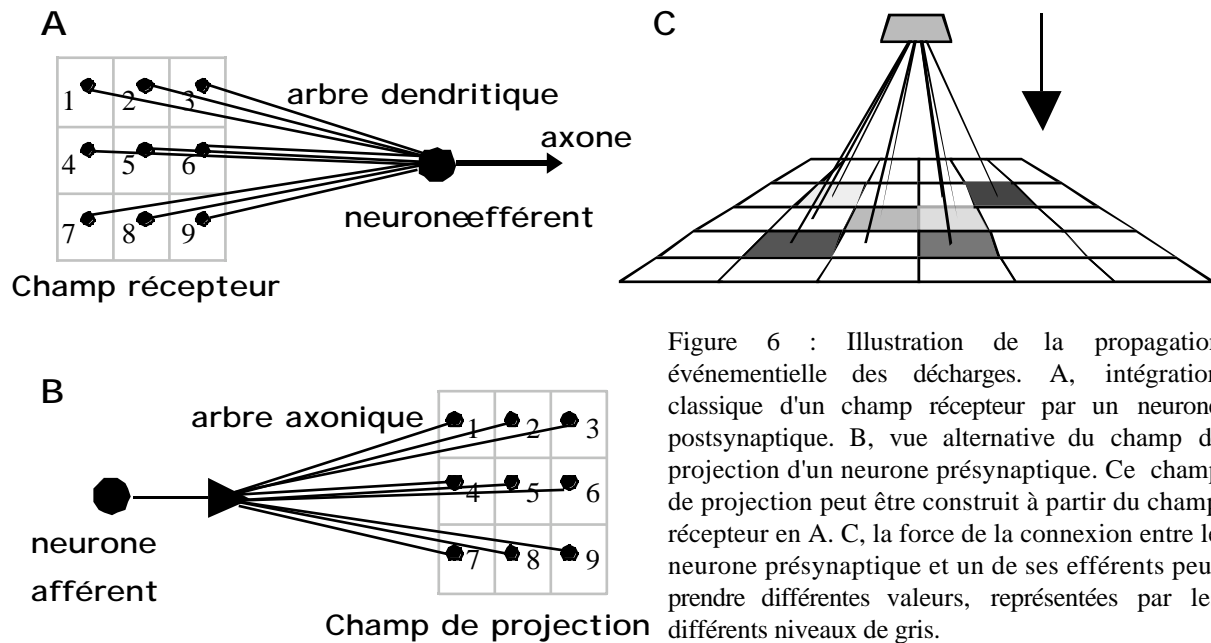 A
1 2 3
4 5 6
7 8 9
arbre dendritique
axone
neuroneefférent
Champ récepteur
B
arbre axonique
1 2 3
4 5 6
7 8 9
neurone
afférent
Champ de projection
C
Figure 6 : Illustration de la propagation
événementielle des décharges. A, intégration
classique d'un champ récepteur par un neurone
postsynaptique. B, vue alternative du champ d
projection d'un neurone présynaptique. Ce champ
de projection peut être construit à partir du champ
récepteur en A. C, la force de la connexion entre le
neurone présynaptique et un de ses efférents peu
prendre différentes valeurs, représentées par le
différents niveaux de gris.